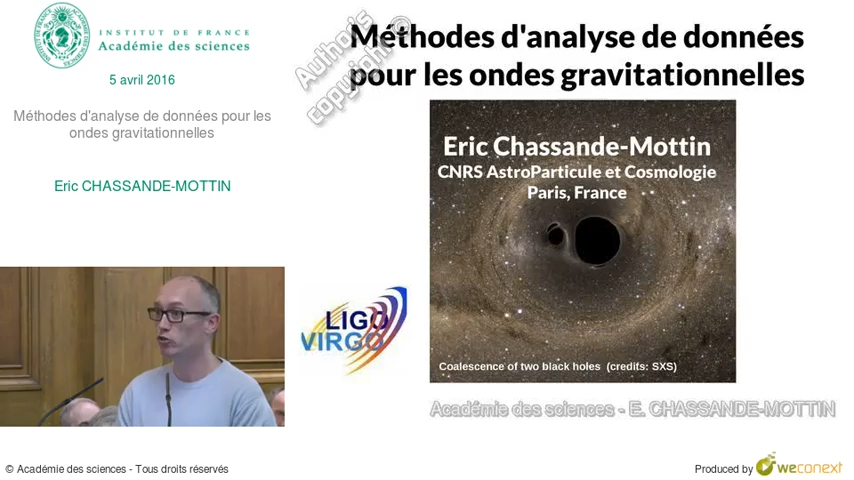 INSTITUT DE FRANCE
Académie des sciences
5 avril 2016
Méthodes d'analyse de données pour les
ondes gravitationnelles
Eric CHASSANDE-MOTTIN
Author's
copyright ©
Méthodes d'analyse de données
pour les ondes gravitationnelles
Eric Chassande-Mottin
CNRS AstroParticule et Cosmologie
Paris, France
LIGO
VIRGO
Coalescence of two black holes (credits: SXS)
Académie des sciences - E. CHASSANDE-MOTTIN
© Académie des sciences - Tous droits réservés
Produced by weconext